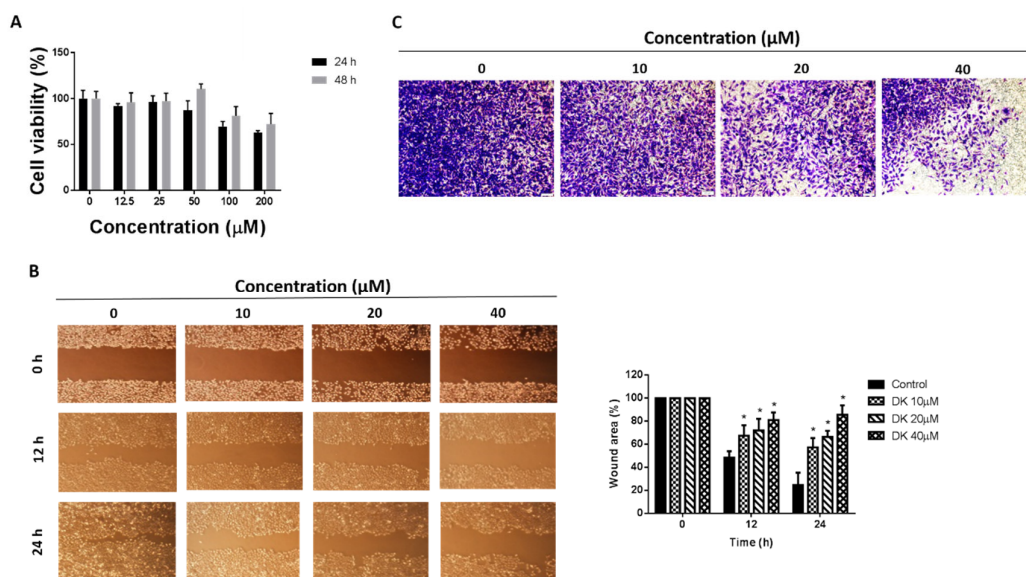 A
Cell viability (%)
150
100
50
0
0 12.5 25 50 100 200
Concentration (μM)
24 h
48 h
C
Concentration (μM)
0 10 20 40
B
Concentration (μM)
0 10 20 40
0 h
12 h
24 h
Wound area (%)
120
100
80
60
40
20
0
* * * * * *
0 12 24
Time (h)
Control
DK 10μM
DK 20μM
DK 40μM